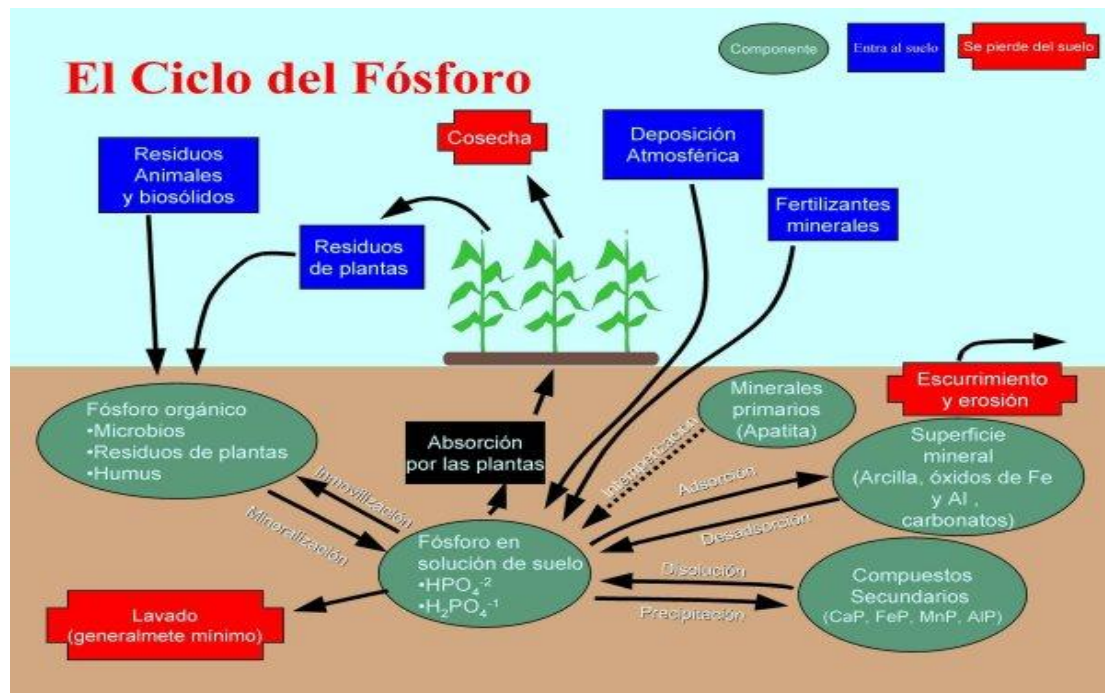 Componente
Entra al suelo
Se pierde del suelo
El Ciclo del Fósforo
Cosecha
Deposición
Atmosférica
Residuos
Animales
y biosólidos
Fertilizantes
minerales
Residuos
de plantas
Escurrimiento
y erosión
Minerales
primarios
(Apatita)
Fósforo orgánico
•Microbios
•Residuos de plantas
•Humus
Absorción
por las plantas
Intemperización
Superficie
mineral
(Arcilla, óxidos de Fe
y Al ,
carbonatos)
Adsorción
Desadsorción
Inmovilización
Mineralización
Fósforo en
solución de suelo
•HPO₄⁻²
•H₂PO₄⁻¹
Disolución
Precipitación
Compuestos
Secundarios
(CaP, FeP, MnP, AlP)
Lavado
(generalmete mínimo)